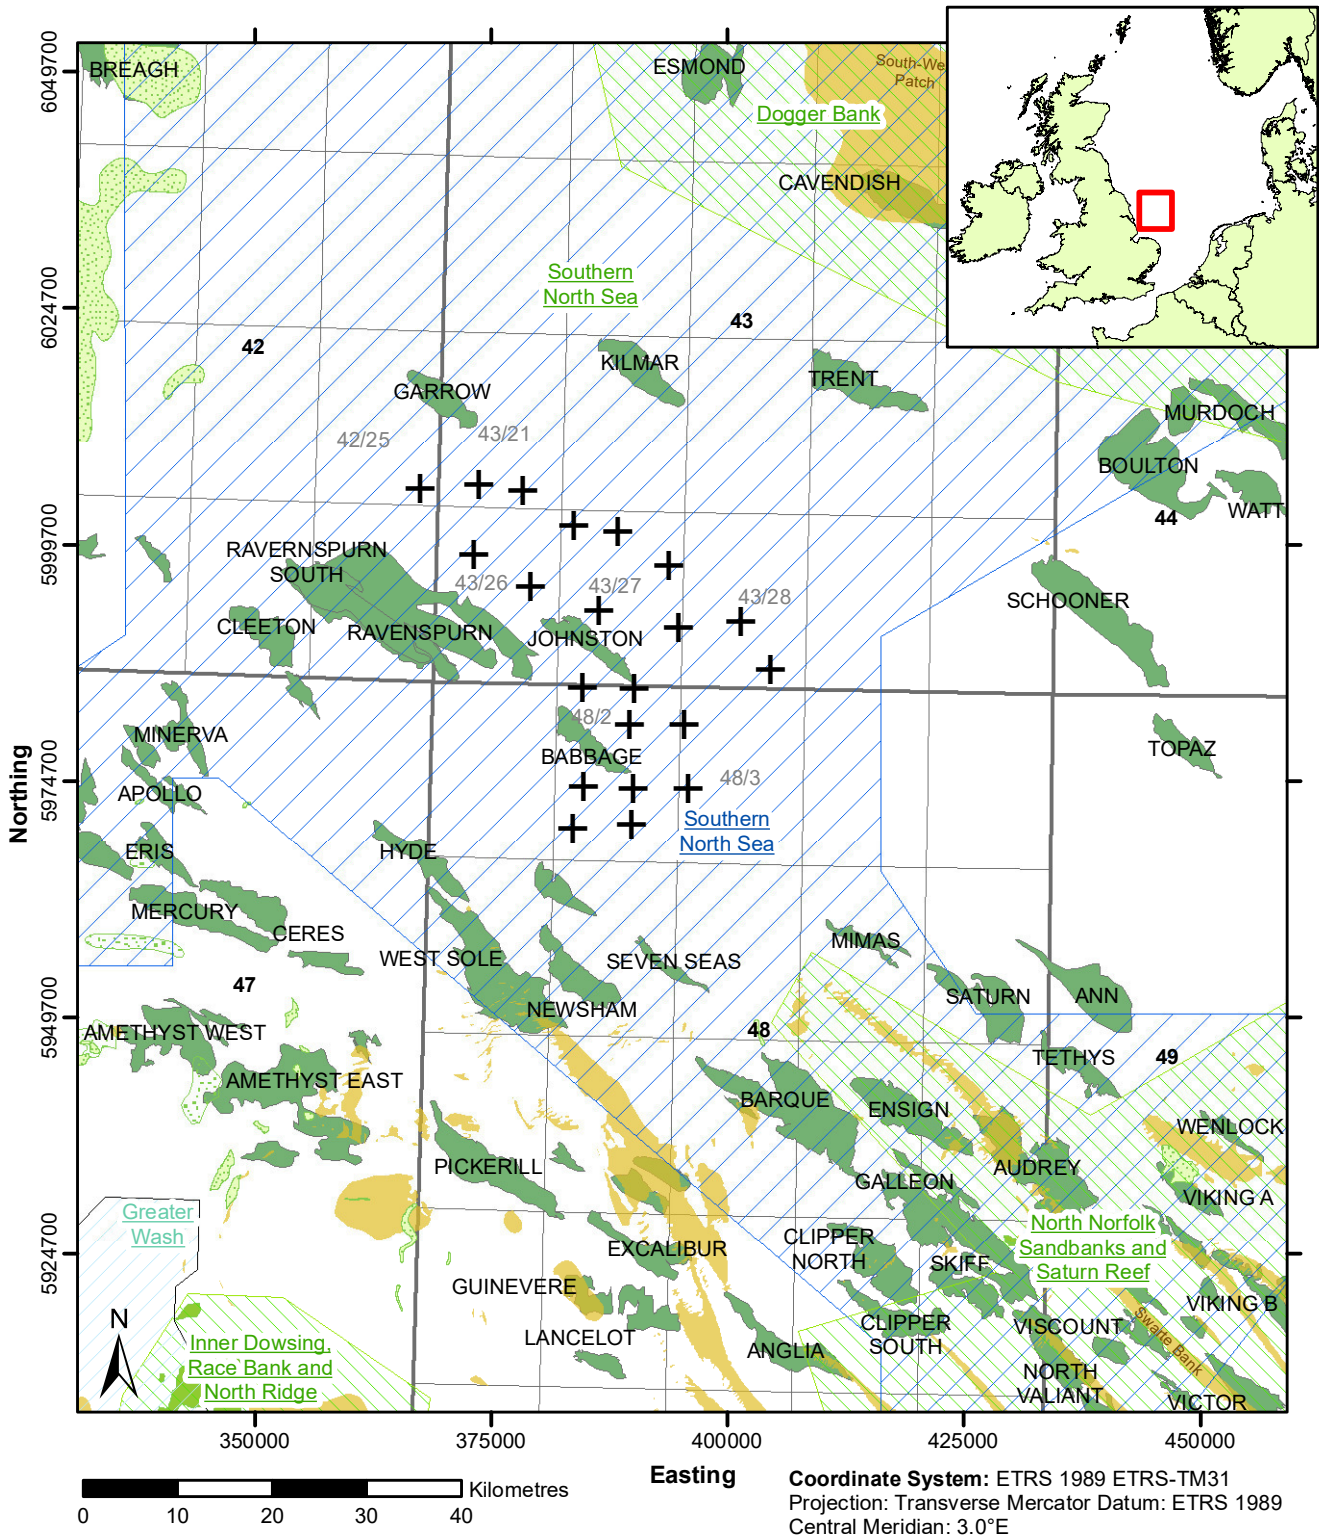 BREAGH
ESMOND
South-We
Patch
Dogger Bank
CAVENDISH
Southern
North Sea
43
42
KILMAR
TRENT
GARROW
MURDOCH
42/25
43/21
BOULTON
WATT
44
RAVERNSPURN
SOUTH
43/26
43/27
43/28
SCHOONER
CLEETON
RAVENSPURN
JOHNSTON
MINERVA
48/2
BABBAGE
TOPAZ
APOLLO
48/3
Southern
North Sea
ERIS
HYDE
MERCURY
CERES
MIMAS
WEST SOLE
SEVEN SEAS
47
NEWSHAM
SATURN
ANN
AMETHYST WEST
48
TETHYS
49
AMETHYST EAST
BARQUE
ENSIGN
WENLOCK
PICKERILL
AUDREY
GALLEON
VIKING A
Greater
Wash
EXCALIBUR
CLIPPER
NORTH
SKIFF
North Norfolk
Sandbanks and
Saturn Reef
GUINEVERE
VIKING B
LANCELOT
ANGLIA
CLIPPER
SOUTH
VISCOUNT
Swarte Bank
NORTH
VALIANT
VICTOR
N
Inner Dowsing,
Race Bank and
North Ridge
Northing
6049700
6024700
5999700
5974700
5949700
5924700
350000
375000
400000
425000
450000
Easting
Kilometres
0 10 20 30 40
Coordinate System: ETRS 1989 ETRS-TM31
Projection: Transverse Mercator Datum: ETRS 1989
Central Meridian: 3.0°E